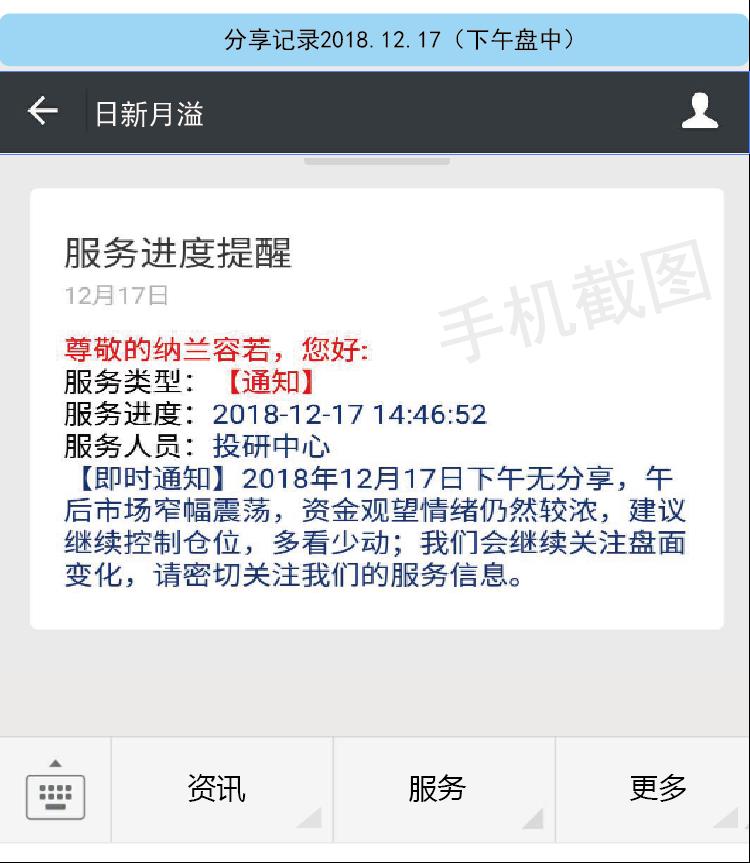 分享记录2018.12.17（下午盘中）
日新月溢
服务进度提醒
12月17日
手机截图
尊敬的纳兰容若，您好:
服务类型：【通知】
服务进度：2018-12-17 14:46:52
服务人员：投研中心
【即时通知】2018年12月17日下午无分享，午
后市场窄幅震荡，资金观望情绪仍然较浓，建议
继续控制仓位，多看少动；我们会继续关注盘面
变化，请密切关注我们的服务信息。
资讯
服务
更多